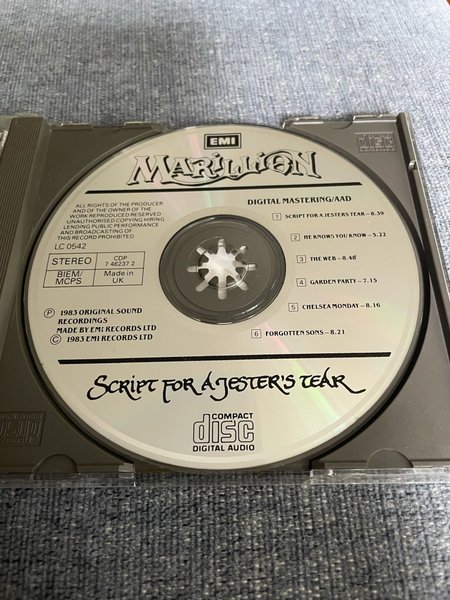 EMI
MARILLION
DIGITAL MASTERING/AAD
ALL RIGHTS OF THE PRODUCER
AND OF THE OWNER OF THE
WORK REPRODUCED RESERVED
UNAUTHORISED COPYING HIRING
LENDING PUBLIC PERFORMANCE
AND BROADCASTING OF
THIS RECORD PROHIBITED
LC 0542
STEREO
CDP
7 46237 2
BIEM/
MCPS
Made in
UK
℗ 1983 ORIGINAL SOUND
RECORDINGS
MADE BY EMI RECORDS LTD
© 1983 EMI RECORDS LTD
1 SCRIPT FOR A JESTERS TEAR – 8.39
2 HE KNOWS YOU KNOW – 5.22
3 THE WEB – 8.48
4 GARDEN PARTY – 7.15
5 CHELSEA MONDAY – 8.16
6 FORGOTTEN SONS – 8.21
SCRIPT FOR A JESTER'S TEAR
COMPACT
disc
DIGITAL AUDIO